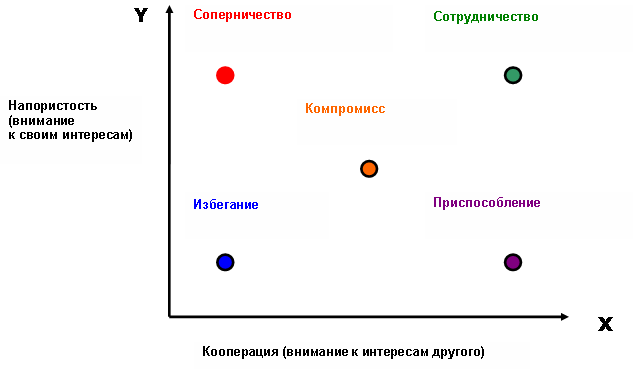 Y
Соперничество
Сотрудничество
Напористость
(внимание
к своим интересам)
Компромисс
Избегание
Приспособление
X
Кооперация (внимание к интересам другого)